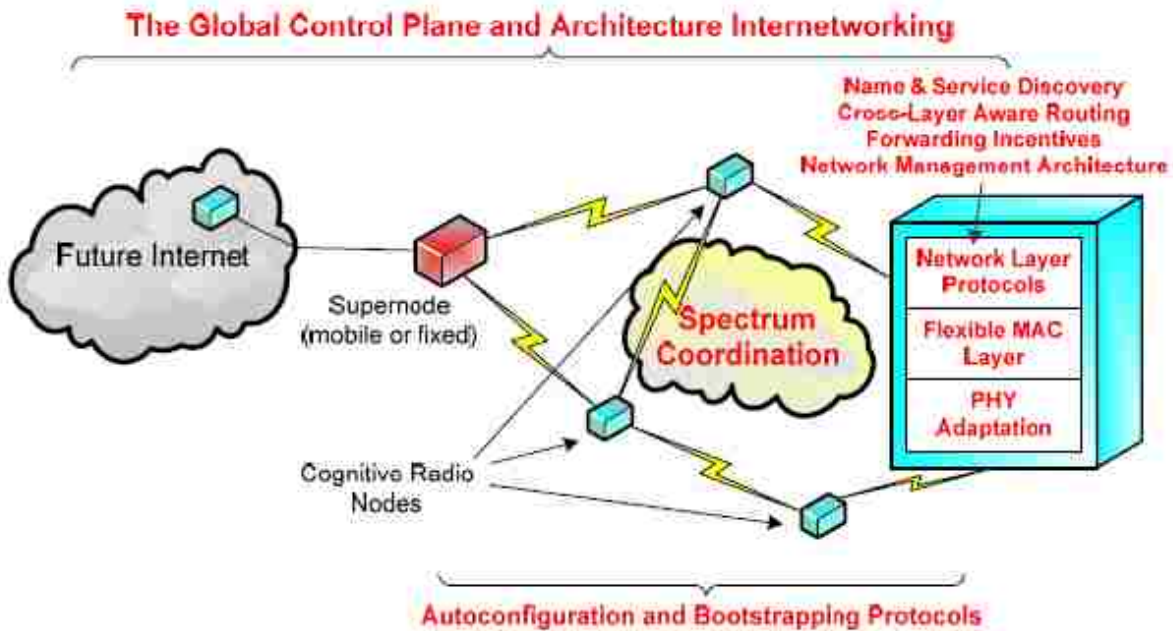 The Global Control Plane and Architecture Internetworking
Name & Service Discovery
Cross-Layer Aware Routing
Forwarding Incentives
Network Management Architecture
Future Internet
Supernode
(mobile or fixed)
Spectrum
Coordination
Network Layer
Protocols
Flexible MAC
Layer
PHY
Adaptation
Cognitive Radio
Nodes
Autoconfiguration and Bootstrapping Protocols